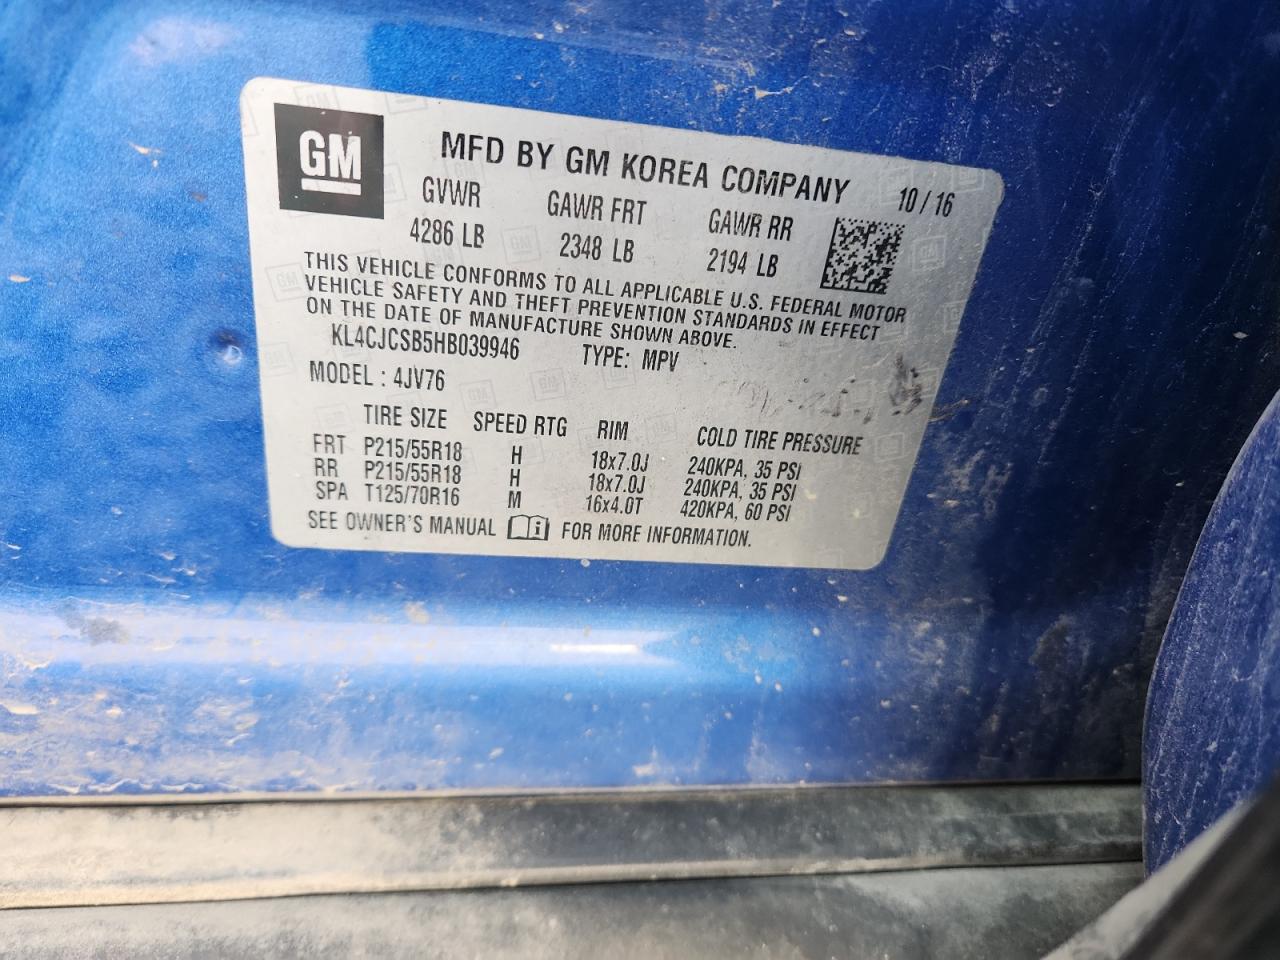 GM
MFD BY GM KOREA COMPANY 10/16
GVWR GAWR FRT GAWR RR
4286 LB 2348 LB 2194 LB
THIS VEHICLE CONFORMS TO ALL APPLICABLE U.S. FEDERAL MOTOR
VEHICLE SAFETY AND THEFT PREVENTION STANDARDS IN EFFECT
ON THE DATE OF MANUFACTURE SHOWN ABOVE.
KL4CJCSB5HB039946 TYPE: MPV
MODEL : 4JV76
TIRE SIZE SPEED RTG RIM COLD TIRE PRESSURE
FRT P215/55R18 H 18x7.0J 240KPA, 35 PSI
RR P215/55R18 H 18x7.0J 240KPA, 35 PSI
SPA T125/70R16 M 16x4.0T 420KPA, 60 PSI
SEE OWNER'S MANUAL FOR MORE INFORMATION.